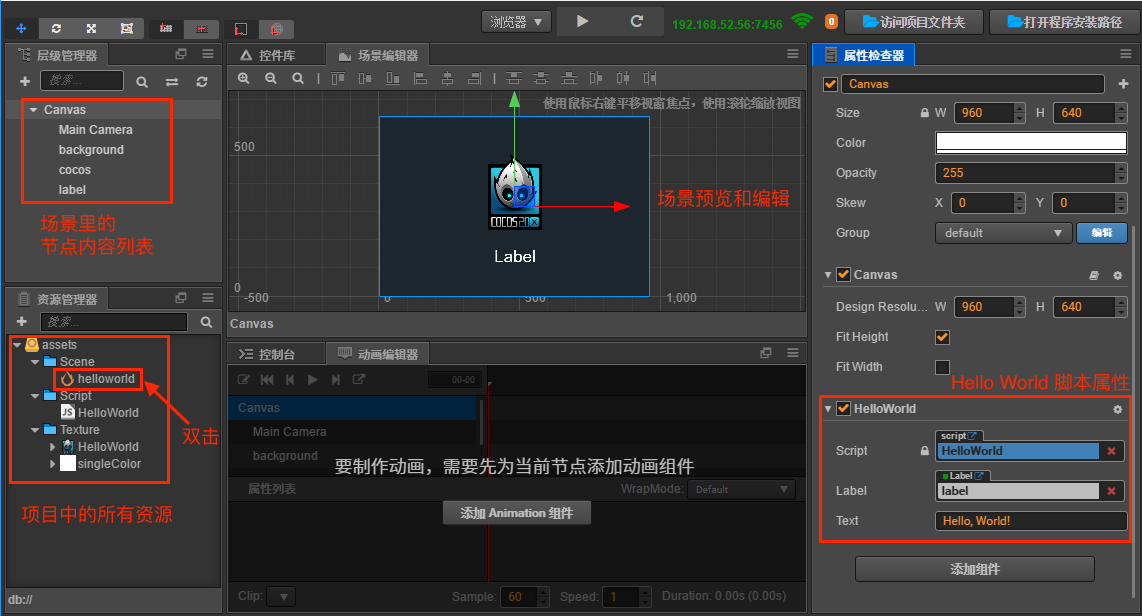 浏览器
192.168.52.56:7456
0
访问项目文件夹
打开程序安装路径
层级管理器
搜索...
Canvas
Main Camera
background
cocos
label
场景里的
节点内容列表
资源管理器
搜索...
assets
Scene
helloworld
Script
JS HelloWorld
Texture
HelloWorld
singleColor
双击
项目中的所有资源
db://
控件库
场景编辑器
使用鼠标右键平移视窗焦点，使用滚轮缩放视图
500
0
-500
0
500
1,000
COCOS2DX
Label
场景预览和编辑
Canvas
控制台
动画编辑器
00-00
Canvas
Main Camera
background
要制作动画，需要先为当前节点添加动画组件
属性列表
WrapMode: Default
添加 Animation 组件
Clip:
Sample: 60
Speed: 1
Duration: 0.00s (0.00s)
属性检查器
Canvas
Size W 960 H 640
Color
Opacity 255
Skew X 0 Y 0
Group default 编辑
Canvas
Design Resolu... W 960 H 640
Fit Height
Fit Width
Hello World 脚本属性
HelloWorld
script
Script HelloWorld
Label
Label label
Text Hello, World!
添加组件